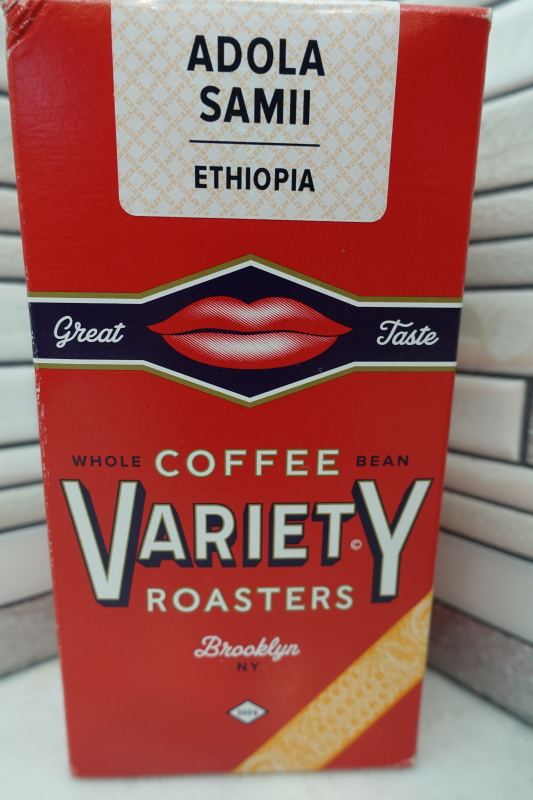 ADOLA
SAMII
ETHIOPIA
Great Taste
WHOLE COFFEE BEAN
VARIETY ©
ROASTERS
Brooklyn
NY